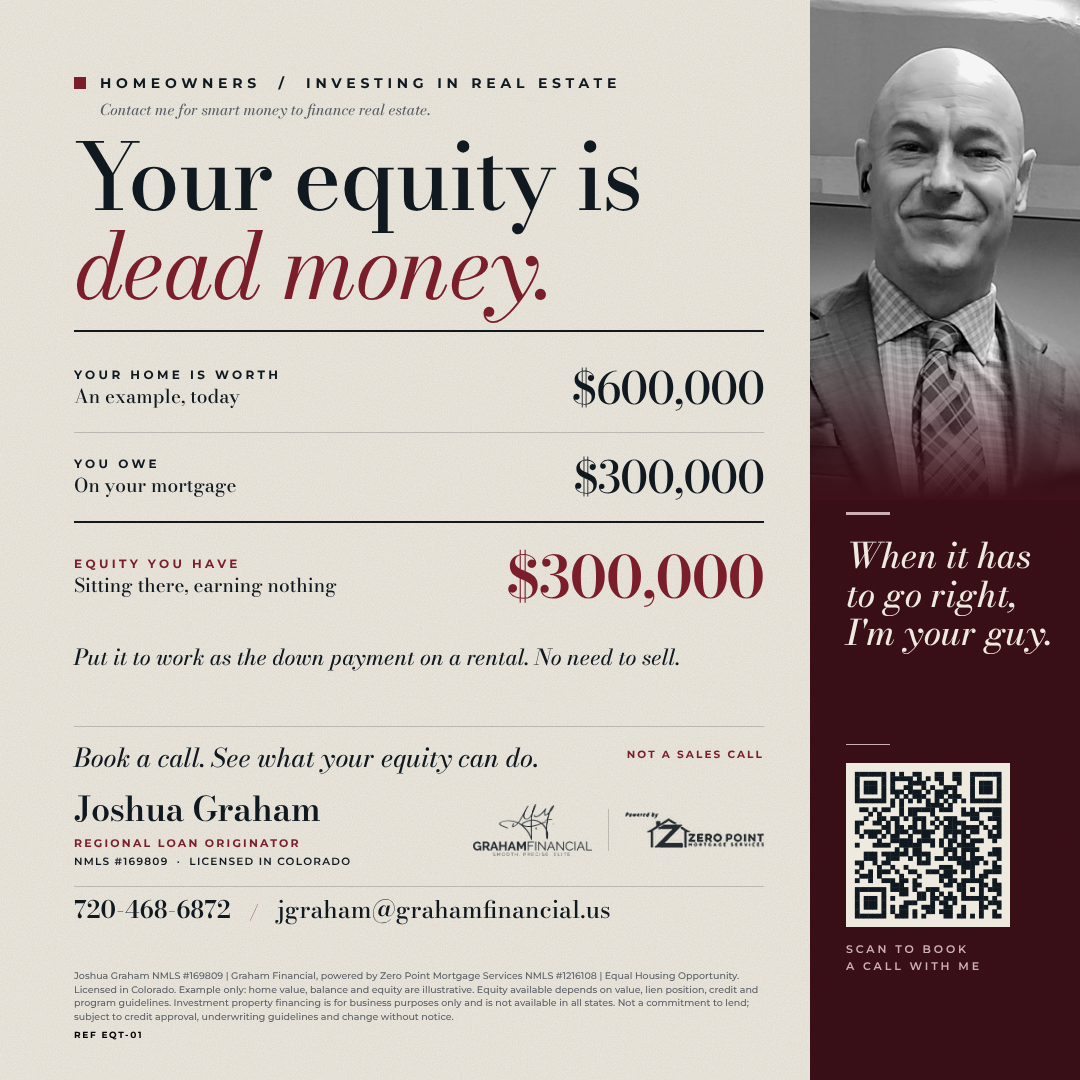 HOMEOWNERS / INVESTING IN REAL ESTATE
Contact me for smart money to finance real estate.
Your equity is
dead money.
YOUR HOME IS WORTH
An example, today
$600,000
YOU OWE
On your mortgage
$300,000
EQUITY YOU HAVE
Sitting there, earning nothing
$300,000
Put it to work as the down payment on a rental. No need to sell.
Book a call. See what your equity can do.
NOT A SALES CALL
Joshua Graham
REGIONAL LOAN ORIGINATOR
NMLS #169809 · LICENSED IN COLORADO
GRAHAMFINANCIAL
SMOOTH. PRECISE. ELITE.
Powered by
ZERO POINT
MORTGAGE SERVICES
720-468-6872 / jgraham@grahamfinancial.us
Joshua Graham NMLS #169809 | Graham Financial, powered by Zero Point Mortgage Services NMLS #1216108 | Equal Housing Opportunity.
Licensed in Colorado. Example only: home value, balance and equity are illustrative. Equity available depends on value, lien position, credit and
program guidelines. Investment property financing is for business purposes only and is not available in all states. Not a commitment to lend;
subject to credit approval, underwriting guidelines and change without notice.
REF EQT-01
When it has
to go right,
I'm your guy.
SCAN TO BOOK
A CALL WITH ME